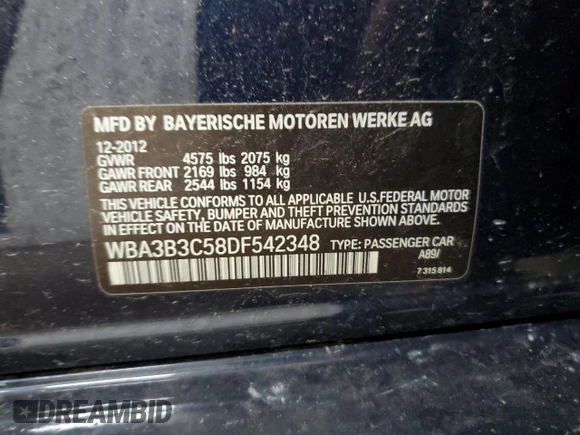 MFD BY BAYERISCHE MOTOREN WERKE AG
12-2012
GVWR 4575 lbs 2075 kg
GAWR FRONT 2169 lbs 984 kg
GAWR REAR 2544 lbs 1154 kg
THIS VEHICLE CONFORMS TO ALL APPLICABLE U.S.FEDERAL MOTOR
VEHICLE SAFETY, BUMPER AND THEFT PREVENTION STANDARDS
IN EFFECT ON THE DATE OF MANUFACTURE SHOWN ABOVE.
WBA3B3C58DF542348 TYPE: PASSENGER CAR
A89/
7 315 814
DREAMBID